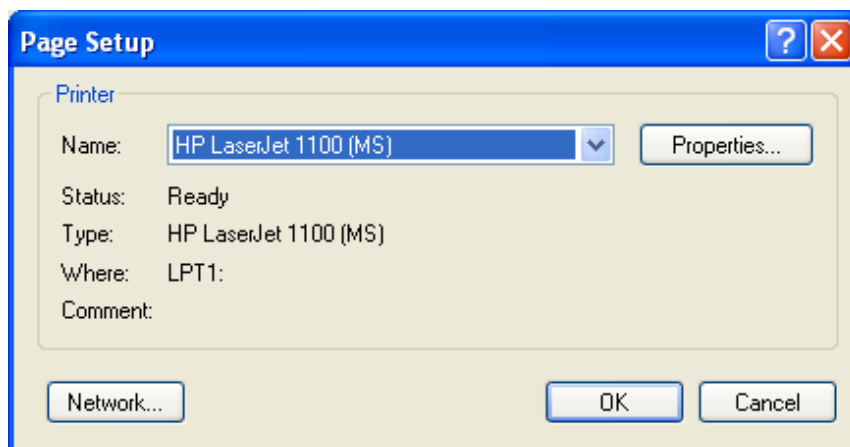 Page Setup
Printer
Name: HP LaserJet 1100 (MS) Properties...
Status: Ready
Type: HP LaserJet 1100 (MS)
Where: LPT1:
Comment:
Network... OK Cancel